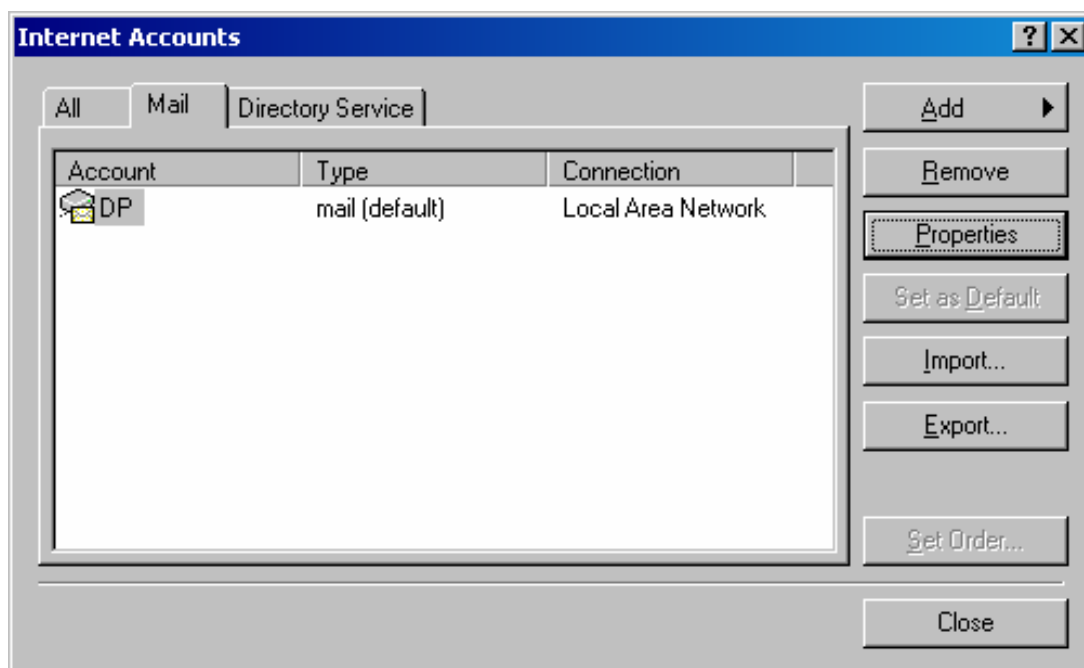 Internet Accounts
All Mail Directory Service
Account Type Connection
DP mail (default) Local Area Network
Add
Remove
Properties
Set as Default
Import...
Export...
Set Order...
Close